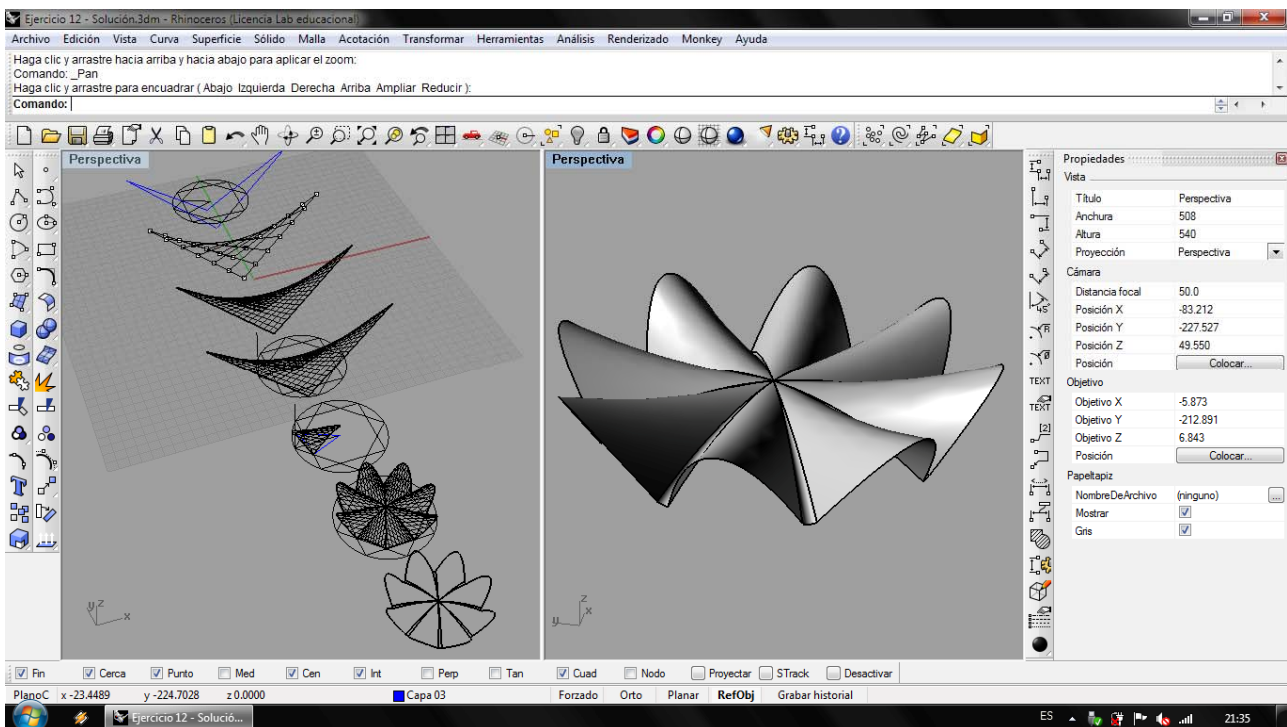 Ejercicio 12 - Solución.3dm - Rhinoceros (Licencia Lab educacional)
Archivo Edición Vista Curva Superficie Sólido Malla Acotación Transformar Herramientas Análisis Renderizado Monkey Ayuda
Haga clic y arrastre hacia arriba y hacia abajo para aplicar el zoom:
Comando: _Pan
Haga clic y arrastre para encuadrar ( Abajo Izquierda Derecha Arriba Ampliar Reducir ):
Comando:
Perspectiva
Perspectiva
Propiedades
Vista
Título Perspectiva
Anchura 508
Altura 540
Proyección Perspectiva
Cámara
Distancia focal 50.0
Posición X -83.212
Posición Y -227.527
Posición Z 49.550
Posición Colocar...
Objetivo
Objetivo X -5.873
Objetivo Y -212.891
Objetivo Z 6.843
Posición Colocar...
Papeltapiz
NombreDeArchivo (ninguno) ...
Mostrar
Gris
45
R
TEXT
TEXT
[2]
T
y z x
z y x
Fin Cerca Punto Med Cen Int Perp Tan Cuad Nodo Proyectar STrack Desactivar
PlanoC x -23.4489 y -224.7028 z 0.0000 Capa 03 Forzado Orto Planar RefObj Grabar historial
Ejercicio 12 - Solució... ES 21:35